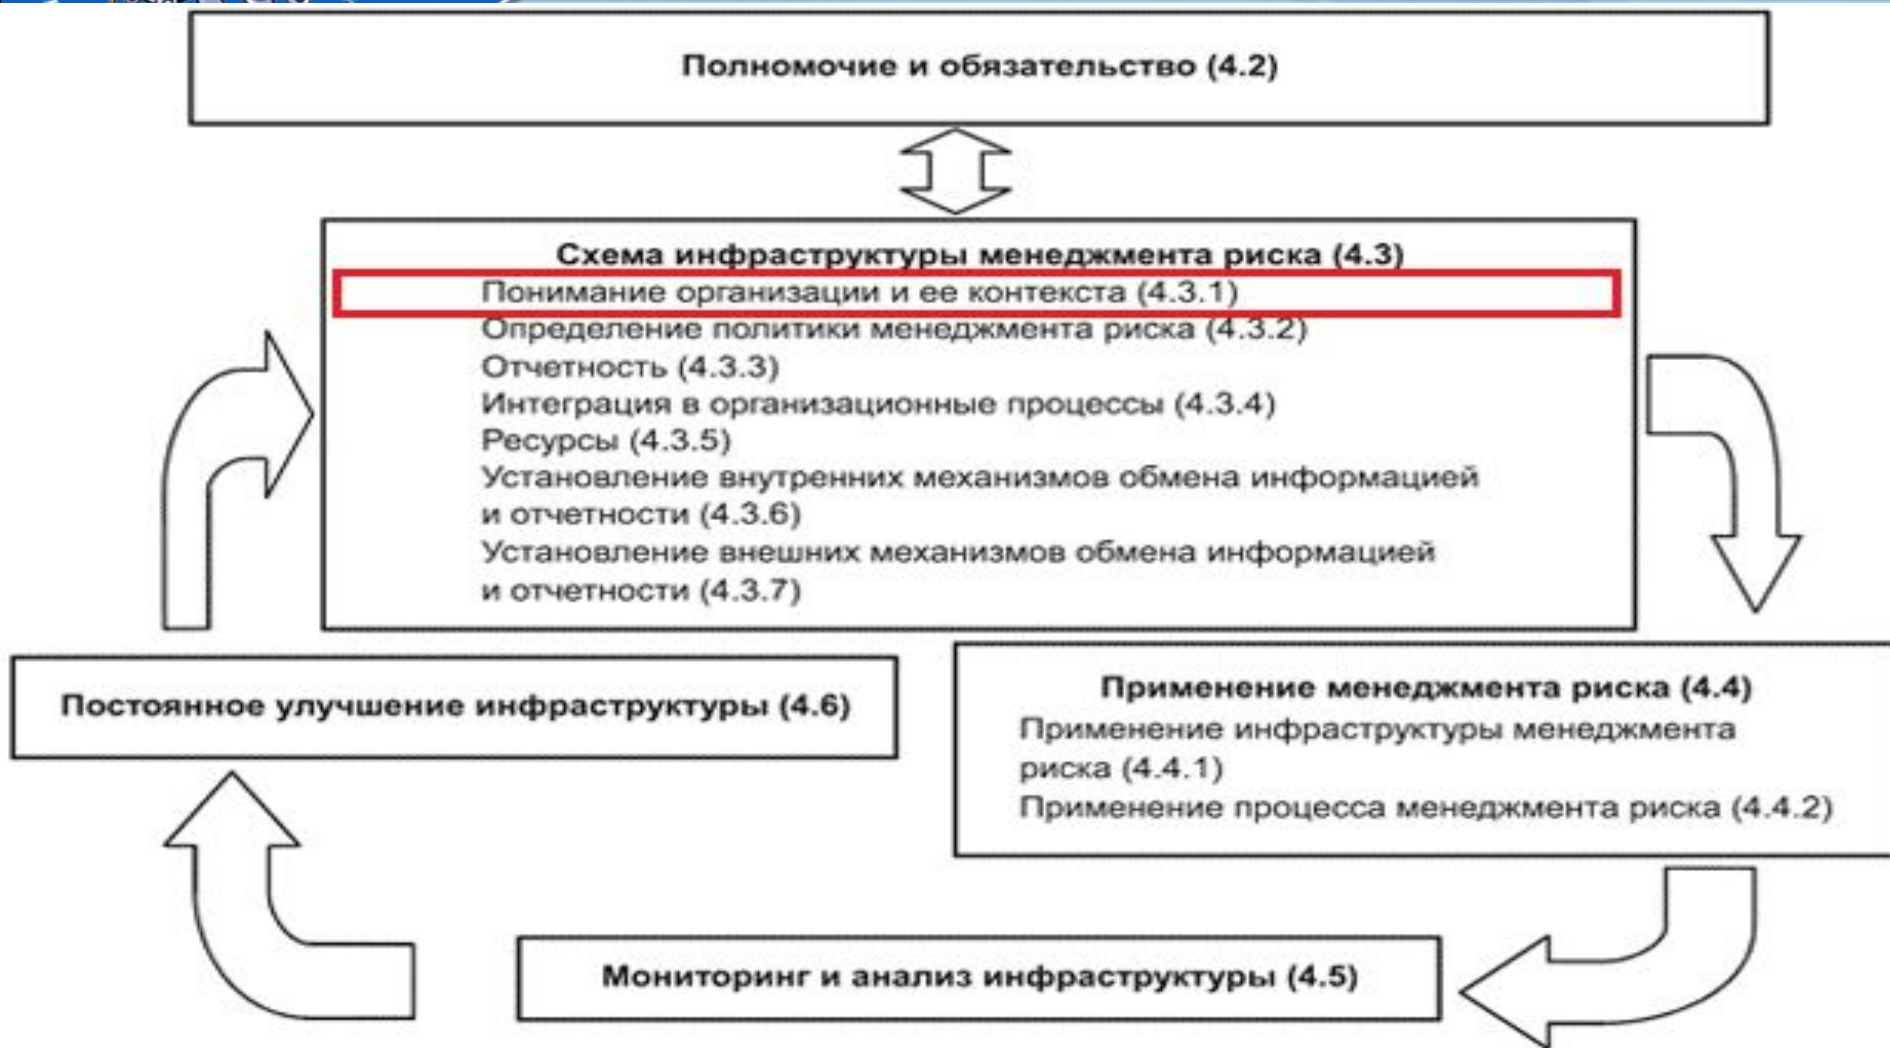 Полномочие и обязательство (4.2)
Схема инфраструктуры менеджмента риска (4.3)
Понимание организации и ее контекста (4.3.1)
Определение политики менеджмента риска (4.3.2)
Отчетность (4.3.3)
Интеграция в организационные процессы (4.3.4)
Ресурсы (4.3.5)
Установление внутренних механизмов обмена информацией
и отчетности (4.3.6)
Установление внешних механизмов обмена информацией
и отчетности (4.3.7)
Постоянное улучшение инфраструктуры (4.6)
Применение менеджмента риска (4.4)
Применение инфраструктуры менеджмента
риска (4.4.1)
Применение процесса менеджмента риска (4.4.2)
Мониторинг и анализ инфраструктуры (4.5)